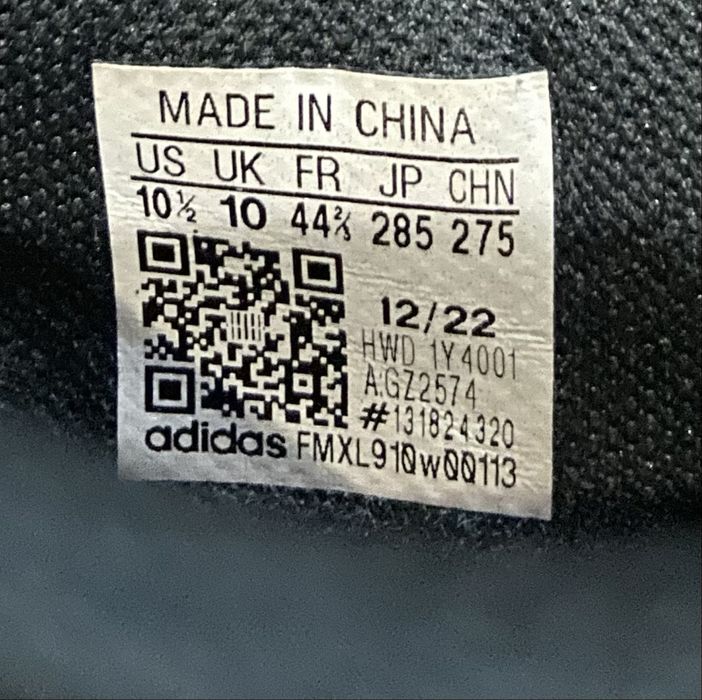 MADE IN CHINA
US UK FR JP CHN
10½ 10 44⅔ 285 275
12/22
HWD 1Y4001
A:GZ2574
#131824320
adidas FMXL910w00113